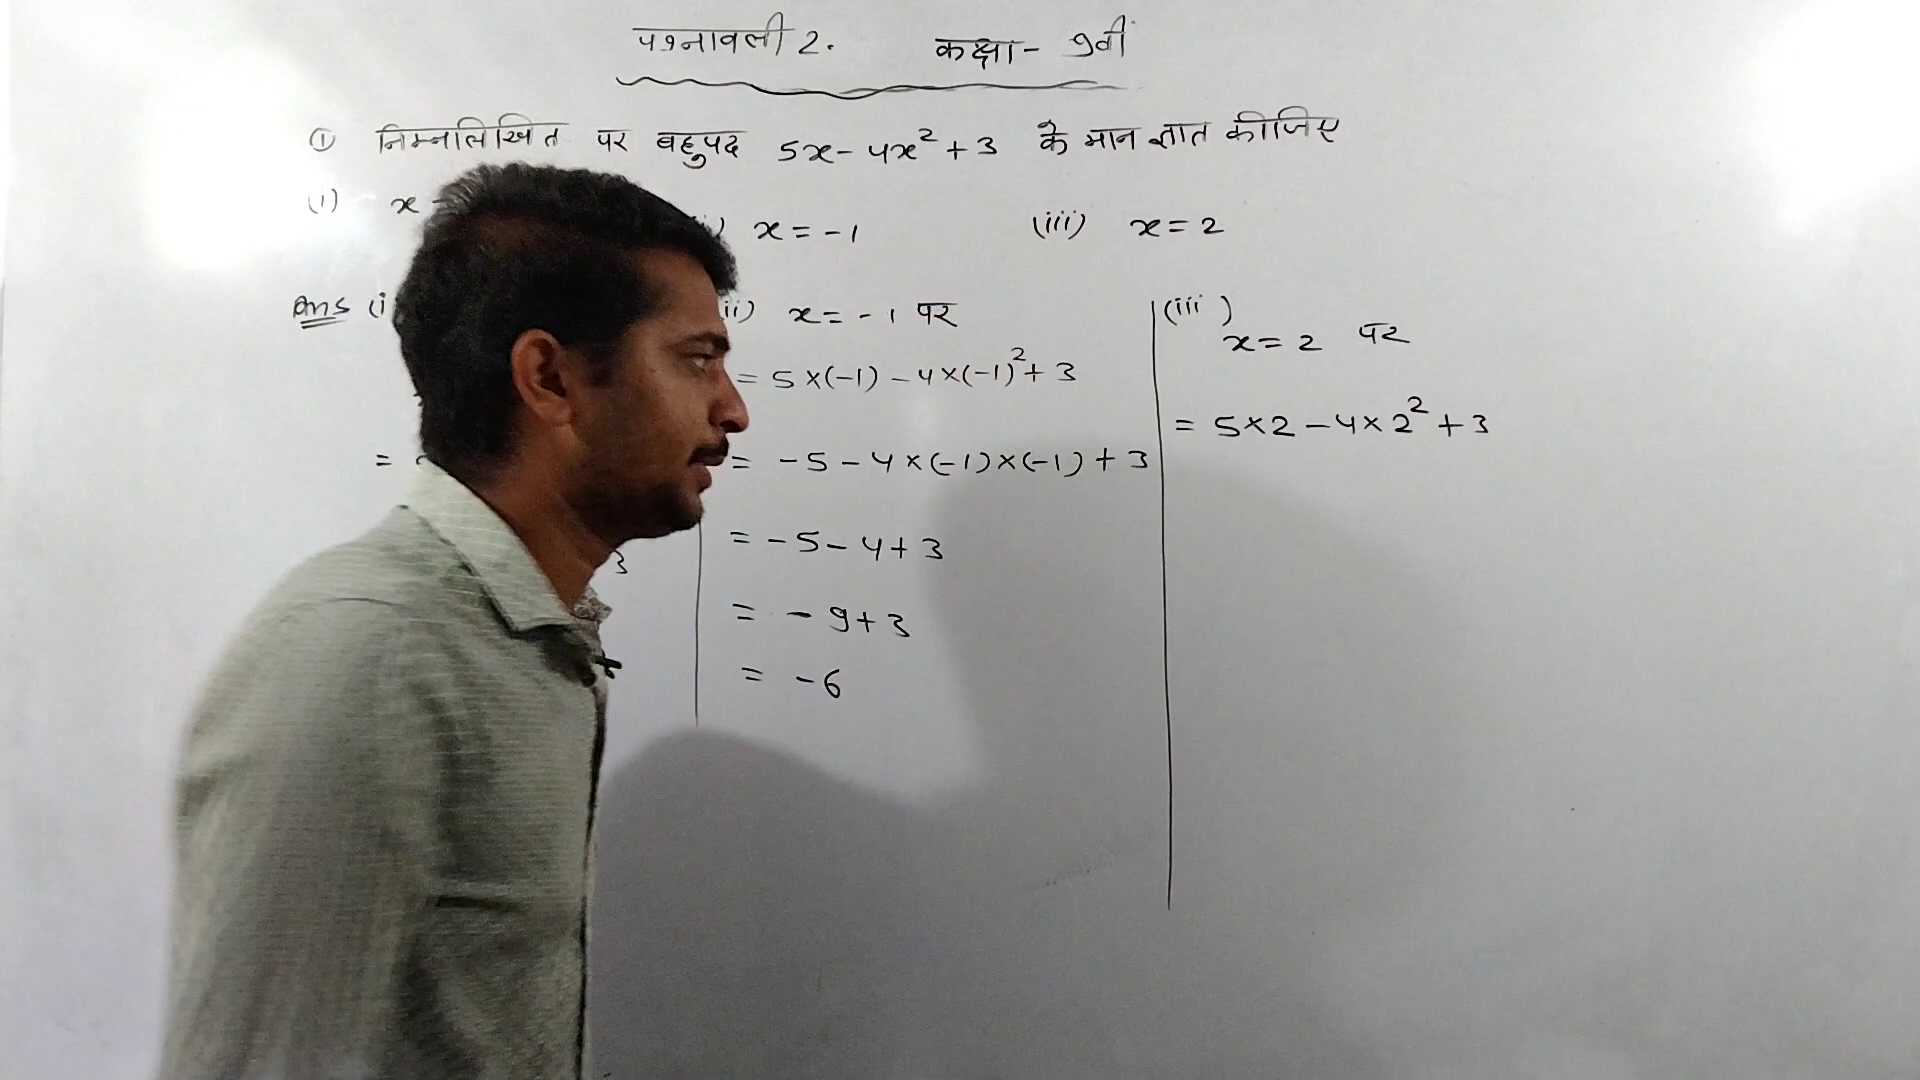 प्रश्नावली 2. कक्षा - 9वीं
① निम्नलिखित पर बहुपद 5x - 4x² + 3 के मान ज्ञात कीजिए
(i) x
x = -1
(iii) x = 2
Ans (i
ii) x = -1 पर
= 5×(-1) - 4×(-1)² + 3
= -5 - 4×(-1)×(-1) + 3
= -5 - 4 + 3
= -9 + 3
= -6
=
3
(iii) x = 2 पर
= 5×2 - 4×2² + 3